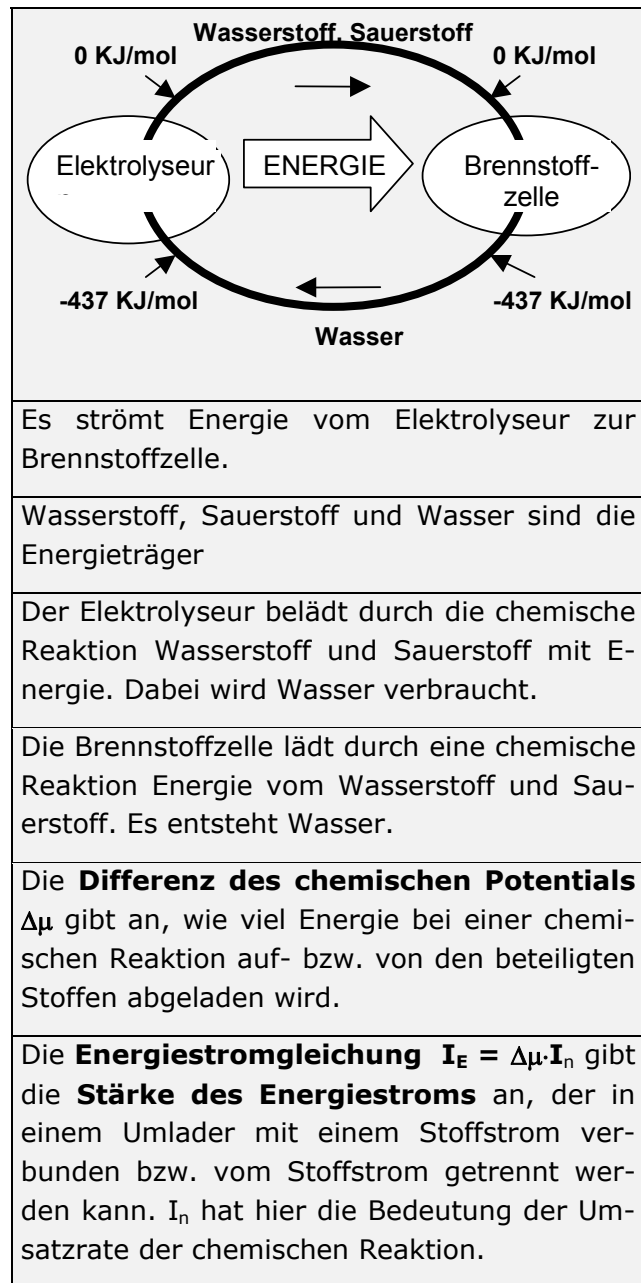 Wasserstoff, Sauerstoff
0 KJ/mol 0 KJ/mol
Elektrolyseur ENERGIE Brennstoff-
zelle
-437 KJ/mol -437 KJ/mol
Wasser
Es strömt Energie vom Elektrolyseur zur
Brennstoffzelle.
Wasserstoff, Sauerstoff und Wasser sind die
Energieträger
Der Elektrolyseur belädt durch die chemische
Reaktion Wasserstoff und Sauerstoff mit E-
nergie. Dabei wird Wasser verbraucht.
Die Brennstoffzelle lädt durch eine chemische
Reaktion Energie vom Wasserstoff und Sau-
erstoff. Es entsteht Wasser.
Die Differenz des chemischen Potentials
Δμ gibt an, wie viel Energie bei einer chemi-
schen Reaktion auf- bzw. von den beteiligten
Stoffen abgeladen wird.
Die Energiestromgleichung I_E = Δμ·I_n gibt
die Stärke des Energiestroms an, der in
einem Umlader mit einem Stoffstrom ver-
bunden bzw. vom Stoffstrom getrennt wer-
den kann. I_n hat hier die Bedeutung der Um-
satzrate der chemischen Reaktion.